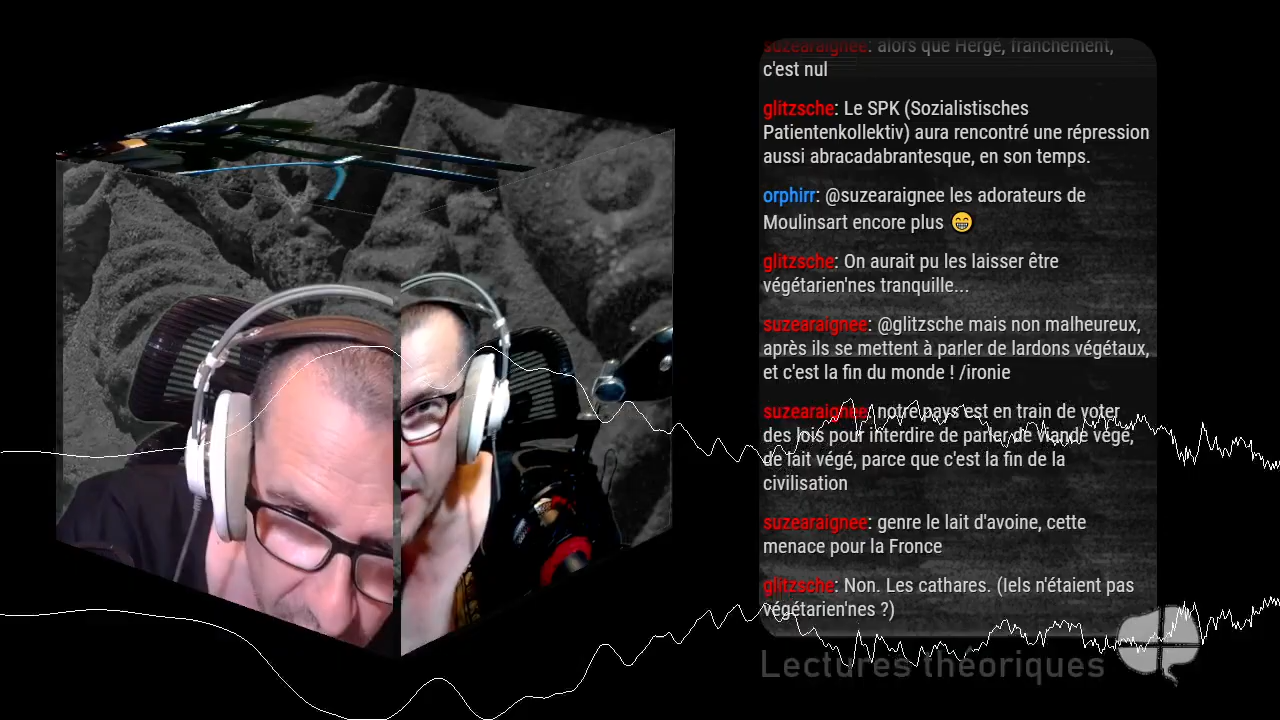 suzearaignee: alors que Hergé, franchement,
c'est nul
glitzsche: Le SPK (Sozialistisches
Patientenkollektiv) aura rencontré une répression
aussi abracadabrantesque, en son temps.
orphirr: @suzearaignee les adorateurs de
Moulinsart encore plus 😁
glitzsche: On aurait pu les laisser être
végétarien'nes tranquille...
suzearaignee: @glitzsche mais non malheureux,
après ils se mettent à parler de lardons végétaux,
et c'est la fin du monde ! /ironie
suzearaignee: notre pays est en train de voter
des lois pour interdire de parler de viande végé,
de lait végé, parce que c'est la fin de la
civilisation
suzearaignee: genre le lait d'avoine, cette
menace pour la Fronce
glitzsche: Non. Les cathares. (Iels n'étaient pas
végétarien'nes ?)
Lectures théoriques